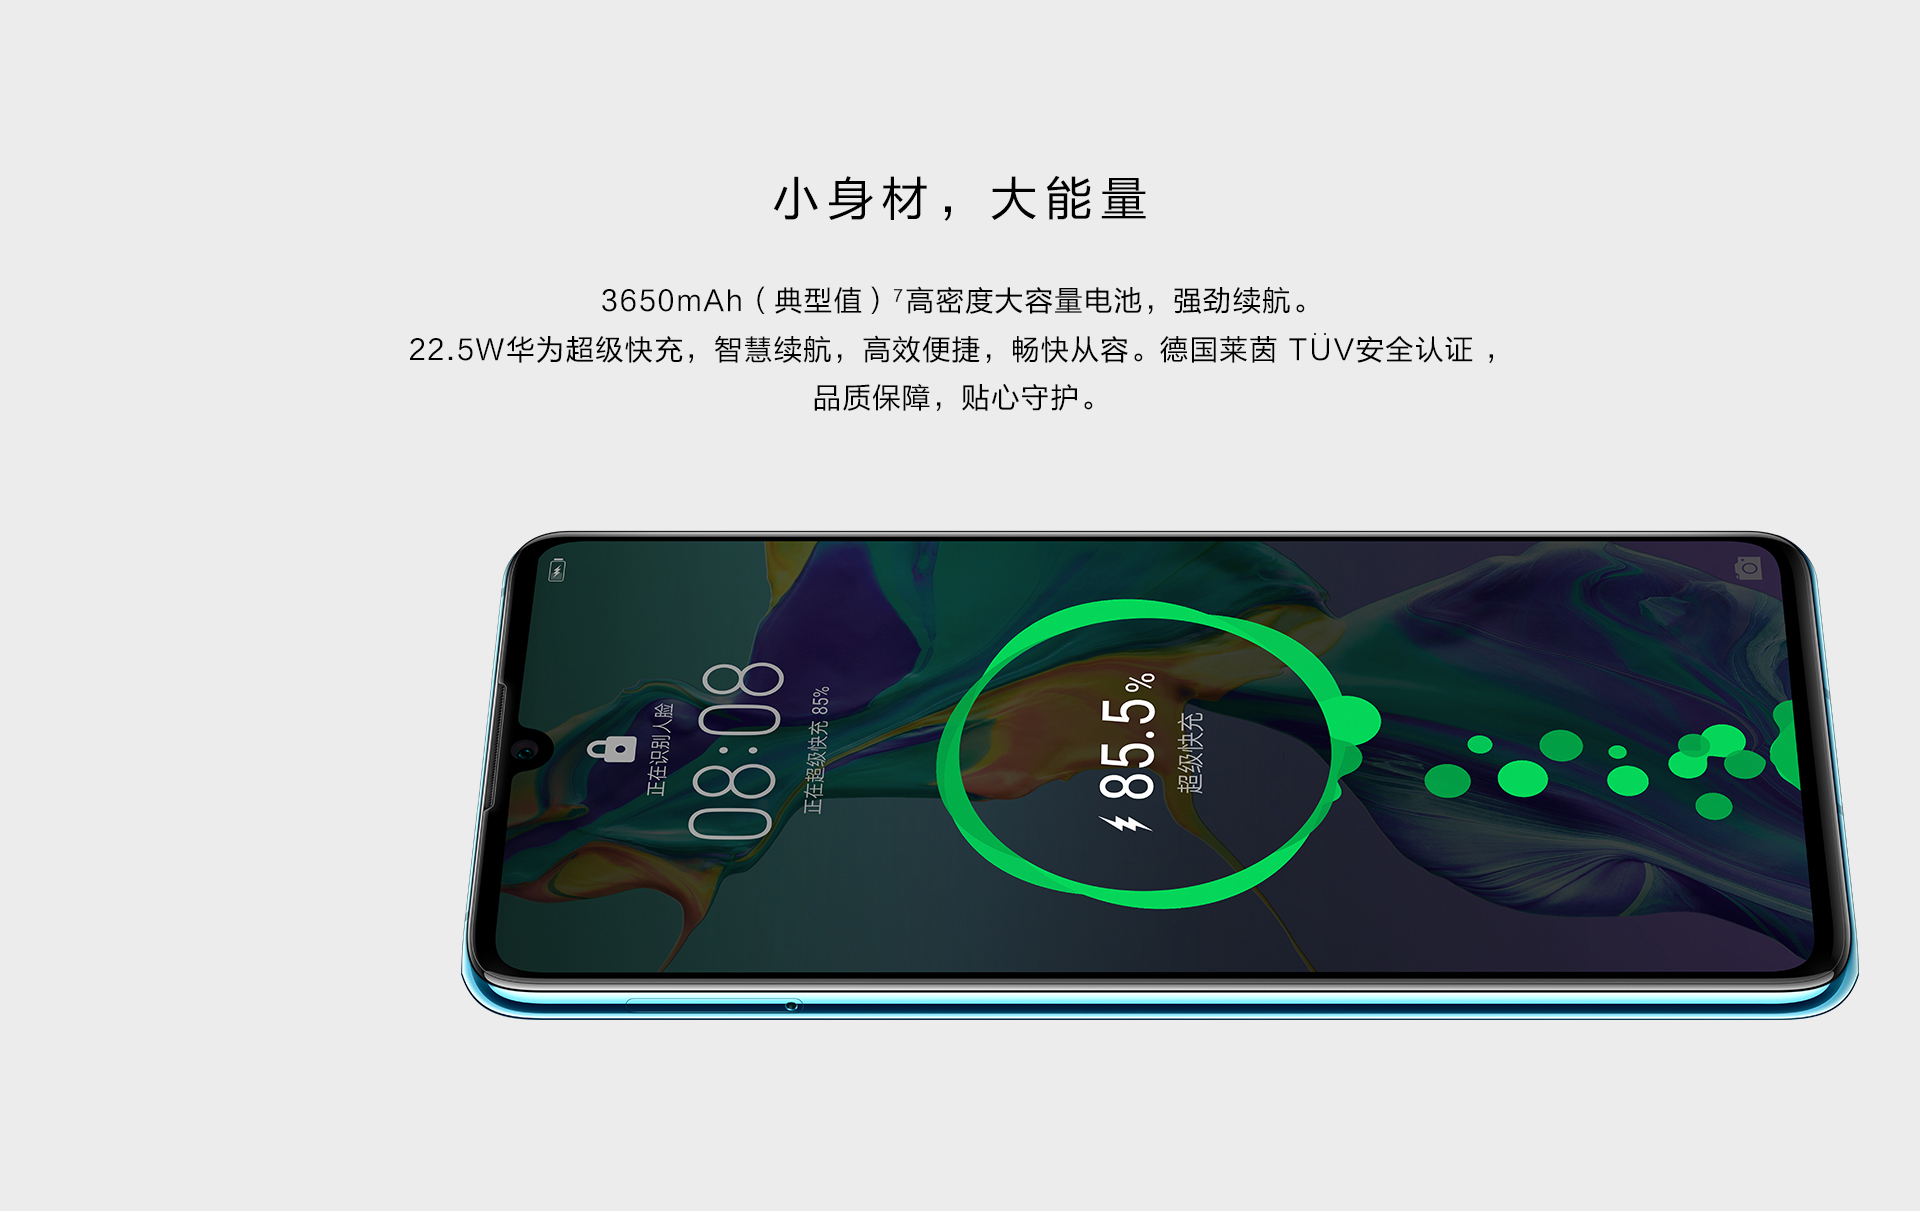 小身材，大能量
3650mAh（典型值）⁷高密度大容量电池，强劲续航。
22.5W华为超级快充，智慧续航，高效便捷，畅快从容。德国莱茵 TÜV安全认证 ，
品质保障，贴心守护。
正在识别人脸
08:08
正在超级快充 85%
85.5%
超级快充